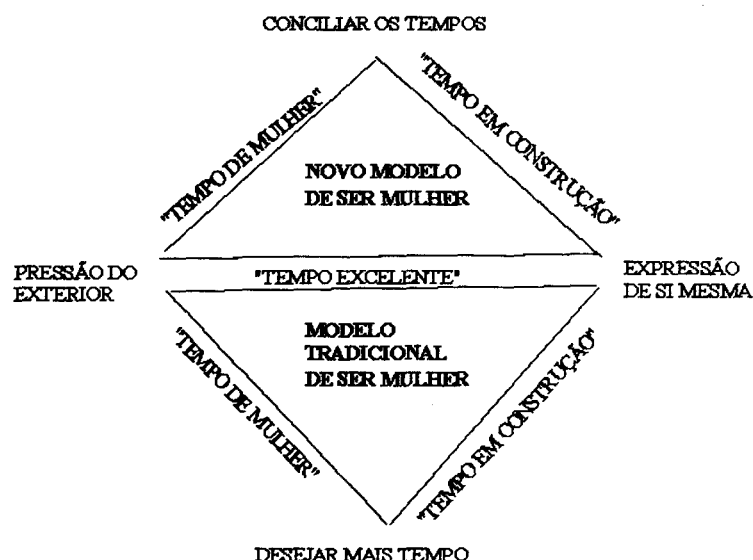 CONCILIAR OS TEMPOS
"TEMPO DE MULHER"
"TEMPO EM CONSTRUÇÃO"
NOVO MODELO
DE SER MULHER
PRESSÃO DO
EXTERIOR
"TEMPO EXCELENTE"
EXPRESSÃO
DE SI MESMA
MODELO
TRADICIONAL
DE SER MULHER
"TEMPO DE MULHER"
"TEMPO EM CONSTRUÇÃO"
DESEJAR MAIS TEMPO